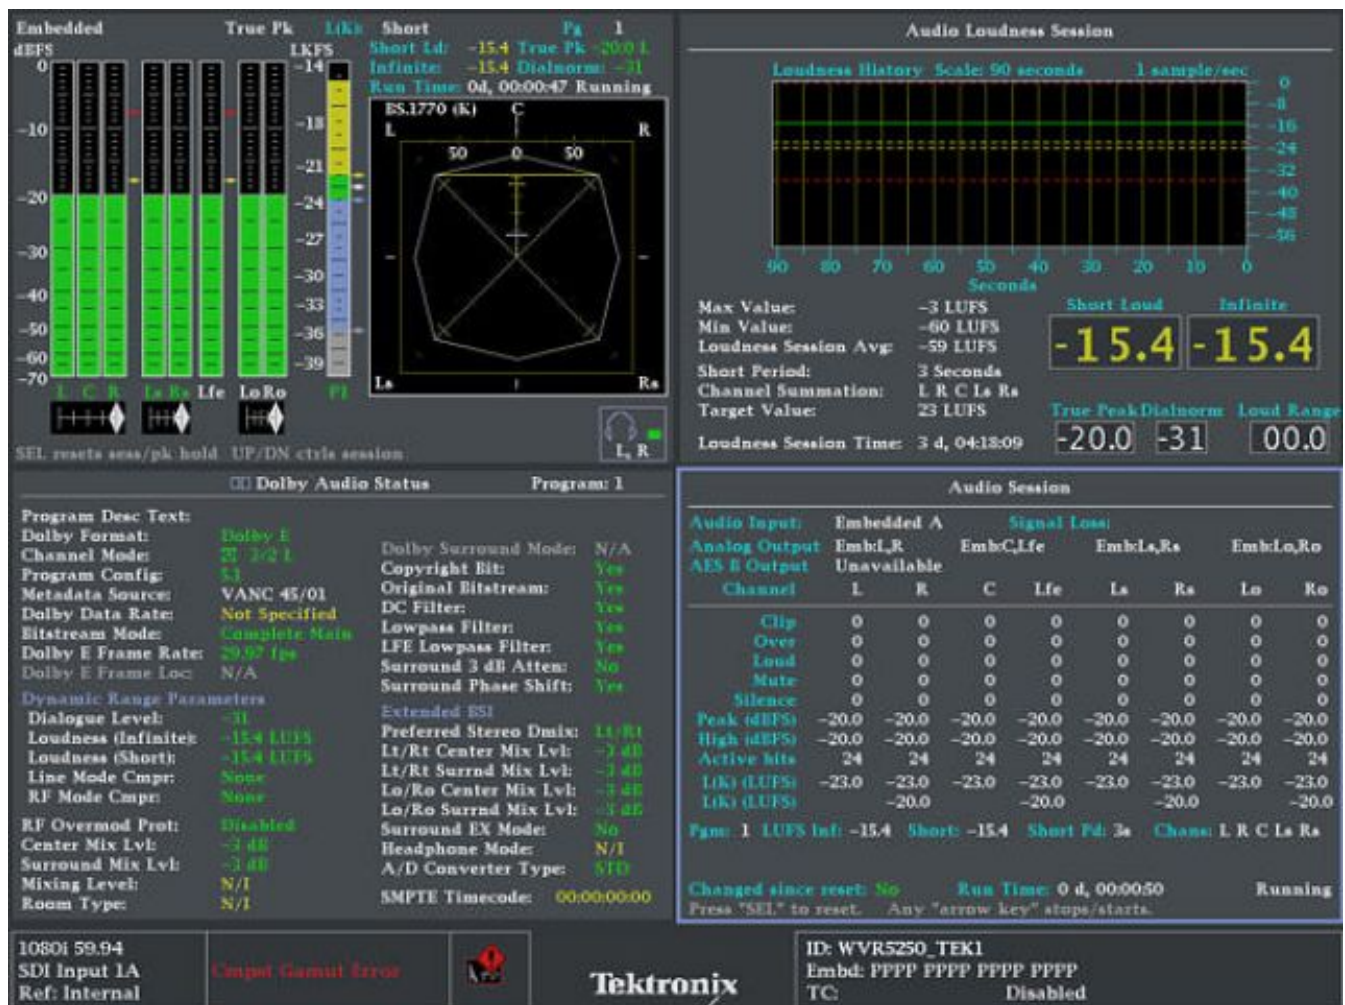 Embedded True Pk L(K)s Short Pg 1
dBFS LKFS Short Ld: -15.4 True Pk -20.0 L
Infinite: -15.4 Dialnorm: -31
Run Time: 0d, 00:00:47 Running
BS.1770 (K)
L C R
50 0 50
Ls Rs
0
-10
-20
-30
-40
-50
-60
-70
-14
-18
-21
-24
-27
-30
-33
-36
-39
L C R Ls Rs Lfe Lo Ro P1
L, R
SEL resets sess/pk hold UP/DN ctrls session
Audio Loudness Session
Loudness History Scale: 90 seconds 1 sample/sec
0
-8
-16
-24
-32
-40
-48
-56
90 80 70 60 50 40 30 20 10 0
Seconds
Max Value: -3 LUFS
Min Value: -60 LUFS
Loudness Session Avg: -59 LUFS
Short Period: 3 Seconds
Channel Summation: L R C Ls Rs
Target Value: 23 LUFS
Loudness Session Time: 3 d, 04:18:09
Short Loud Infinite
-15.4 -15.4
True Peak Dialnorm Loud Range
-20.0 -31 00.0
Dolby Audio Status Program: 1
Program Desc Text:
Dolby Format: Dolby E
Channel Mode: 3/2 L
Program Config: 5.1
Metadata Source: VANC 45/01
Dolby Data Rate: Not Specified
Bitstream Mode: Complete Main
Dolby E Frame Rate: 29.97 fps
Dolby E Frame Loc: N/A
Dynamic Range Parameters
Dialogue Level: -31
Loudness (Infinite): -15.4 LUFS
Loudness (Short): -15.4 LUFS
Line Mode Cmpr: None
RF Mode Cmpr: None
RF Overmod Prot: Disabled
Center Mix Lvl: -3 dB
Surround Mix Lvl: -3 dB
Mixing Level: N/I
Room Type: N/I
Dolby Surround Mode: N/A
Copyright Bit: Yes
Original Bitstream: Yes
DC Filter: Yes
Lowpass Filter: Yes
LFE Lowpass Filter: Yes
Surround 3 dB Atten: No
Surround Phase Shift: Yes
Extended BSI
Preferred Stereo Dmix: Lt/Rt
Lt/Rt Center Mix Lvl: -3 dB
Lt/Rt Surrnd Mix Lvl: -3 dB
Lo/Ro Center Mix Lvl: -3 dB
Lo/Ro Surrnd Mix Lvl: -3 dB
Surround EX Mode: No
Headphone Mode: N/I
A/D Converter Type: STD
SMPTE Timecode: 00:00:00:00
Audio Session
Audio Input: Embedded A Signal Loss:
Analog Output Emb:L,R Emb:C,Lfe Emb:Ls,Rs Emb:Lo,Ro
AES B Output Unavailable
Channel L R C Lfe Ls Rs Lo Ro
Clip 0 0 0 0 0 0 0 0
Over 0 0 0 0 0 0 0 0
Loud 0 0 0 0 0 0 0 0
Mute 0 0 0 0 0 0 0 0
Silence 0 0 0 0 0 0 0 0
Peak (dBFS) -20.0 -20.0 -20.0 -20.0 -20.0 -20.0 -20.0 -20.0
High (dBFS) -20.0 -20.0 -20.0 -20.0 -20.0 -20.0 -20.0 -20.0
Active bits 24 24 24 24 24 24 24 24
L(K) (LUFS) -23.0 -23.0 -23.0 -23.0 -23.0 -23.0 -23.0 -23.0
L(K) (LUFS) -20.0 -20.0 -20.0 -20.0
Pgm: 1 LUFS Inf: -15.4 Short: -15.4 Short Pd: 3s Chans: L R C Ls Rs
Changed since reset: No Run Time: 0 d, 00:00:50 Running
Press "SEL" to reset. Any "arrow key" stops/starts.
1080i 59.94
SDI Input 1A
Ref: Internal
Cmpst Gamut Error
Tektronix
ID: WVR5250_TEK1
Embd: PPPP PPPP PPPP PPPP
TC: Disabled